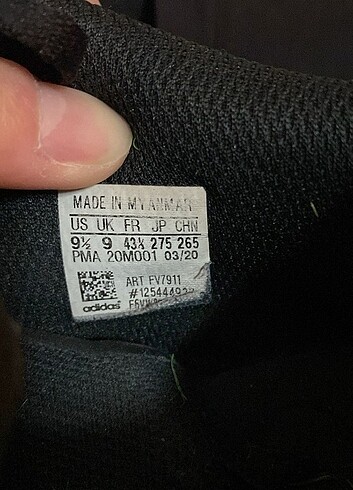 MADE IN MYANMAR
US UK FR JP CHN
9½ 9 43⅓ 275 265
PMA 20M001 03/20
ART FV7911
adidas